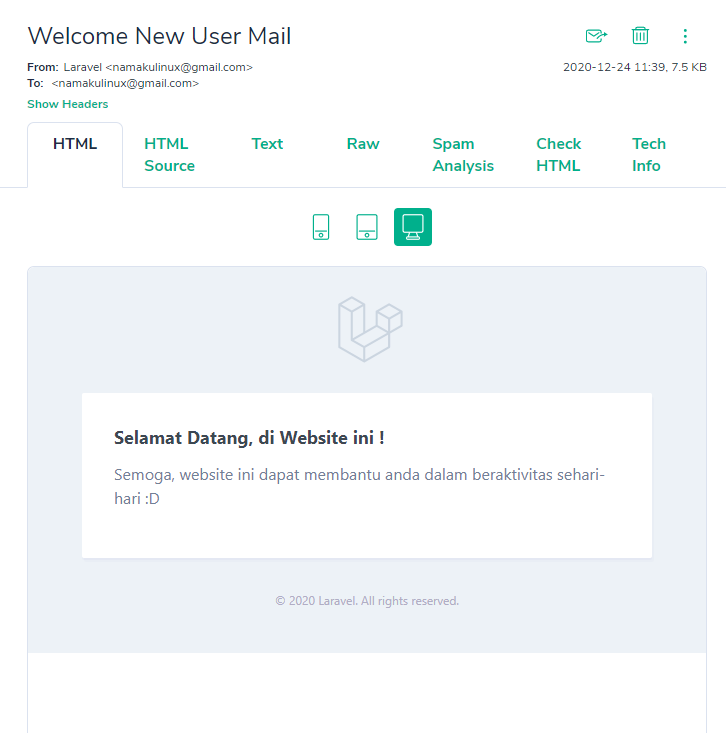 Welcome New User Mail
From: Laravel <namakulinux@gmail.com>
2020-12-24 11:39, 7.5 KB
To: <namakulinux@gmail.com>
Show Headers
HTML
HTML Source
Text
Raw
Spam Analysis
Check HTML
Tech Info
Selamat Datang, di Website ini !
Semoga, website ini dapat membantu anda dalam beraktivitas sehari-
hari :D
© 2020 Laravel. All rights reserved.